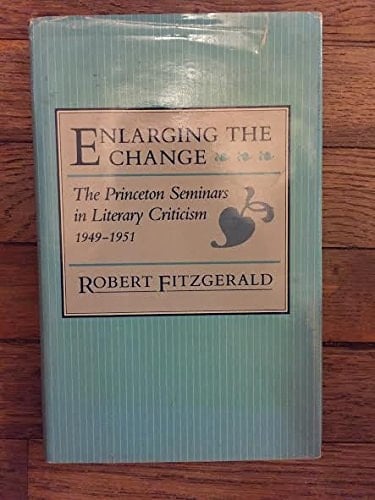 ENLARGING THE
CHANGE
The Princeton Seminars
in Literary Criticism
1949–1951
ROBERT FITZGERALD